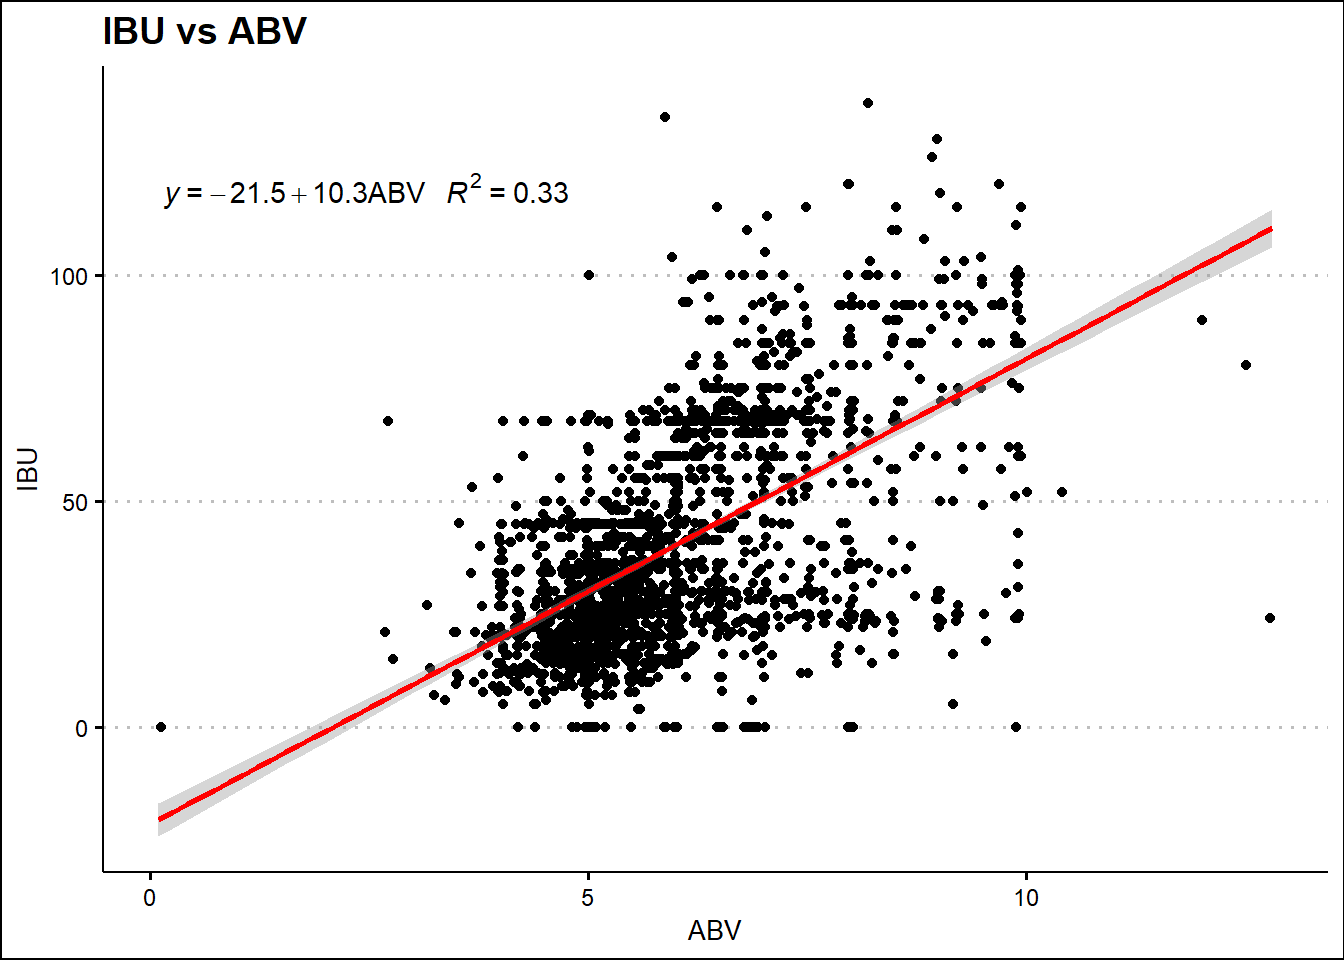 IBU vs ABV
y = −21.5 + 10.3ABV R² = 0.33
100
50
0
IBU
0 5 10
ABV